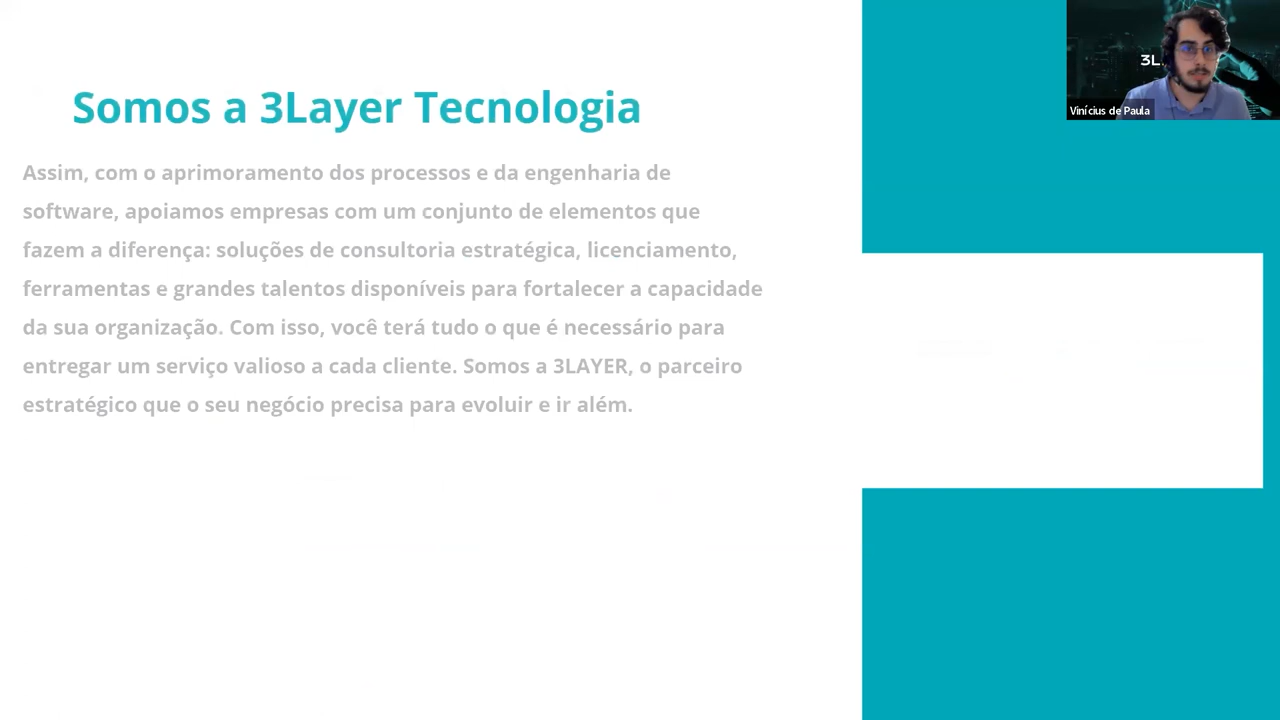 Somos a 3Layer Tecnologia
Assim, com o aprimoramento dos processos e da engenharia de
software, apoiamos empresas com um conjunto de elementos que
fazem a diferença: soluções de consultoria estratégica, licenciamento,
ferramentas e grandes talentos disponíveis para fortalecer a capacidade
da sua organização. Com isso, você terá tudo o que é necessário para
entregar um serviço valioso a cada cliente. Somos a 3LAYER, o parceiro
estratégico que o seu negócio precisa para evoluir e ir além.
3L
Vinícius de Paula